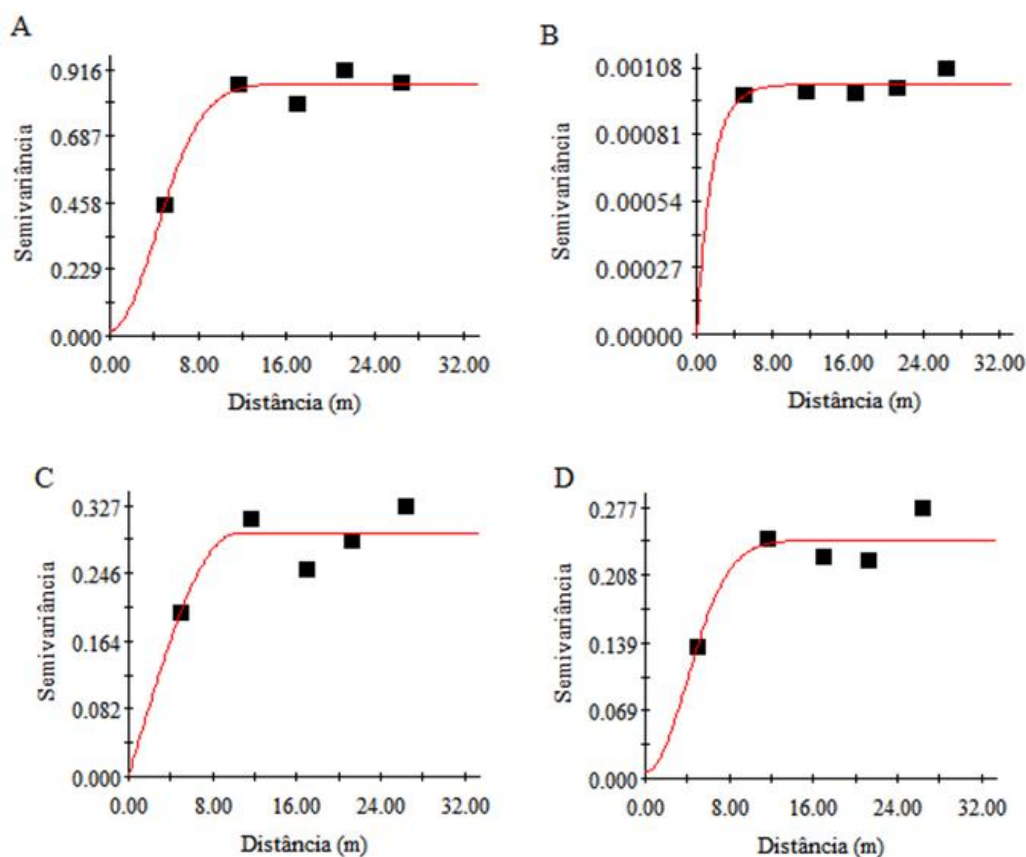 A
Semivariância
0.916
0.687
0.458
0.229
0.000
0.00 8.00 16.00 24.00 32.00
Distância (m)
B
Semivariância
0.00108
0.00081
0.00054
0.00027
0.00000
0.00 8.00 16.00 24.00 32.00
Distância (m)
C
Semivariância
0.327
0.246
0.164
0.082
0.000
0.00 8.00 16.00 24.00 32.00
Distância (m)
D
Semivariância
0.277
0.208
0.139
0.069
0.000
0.00 8.00 16.00 24.00 32.00
Distância (m)